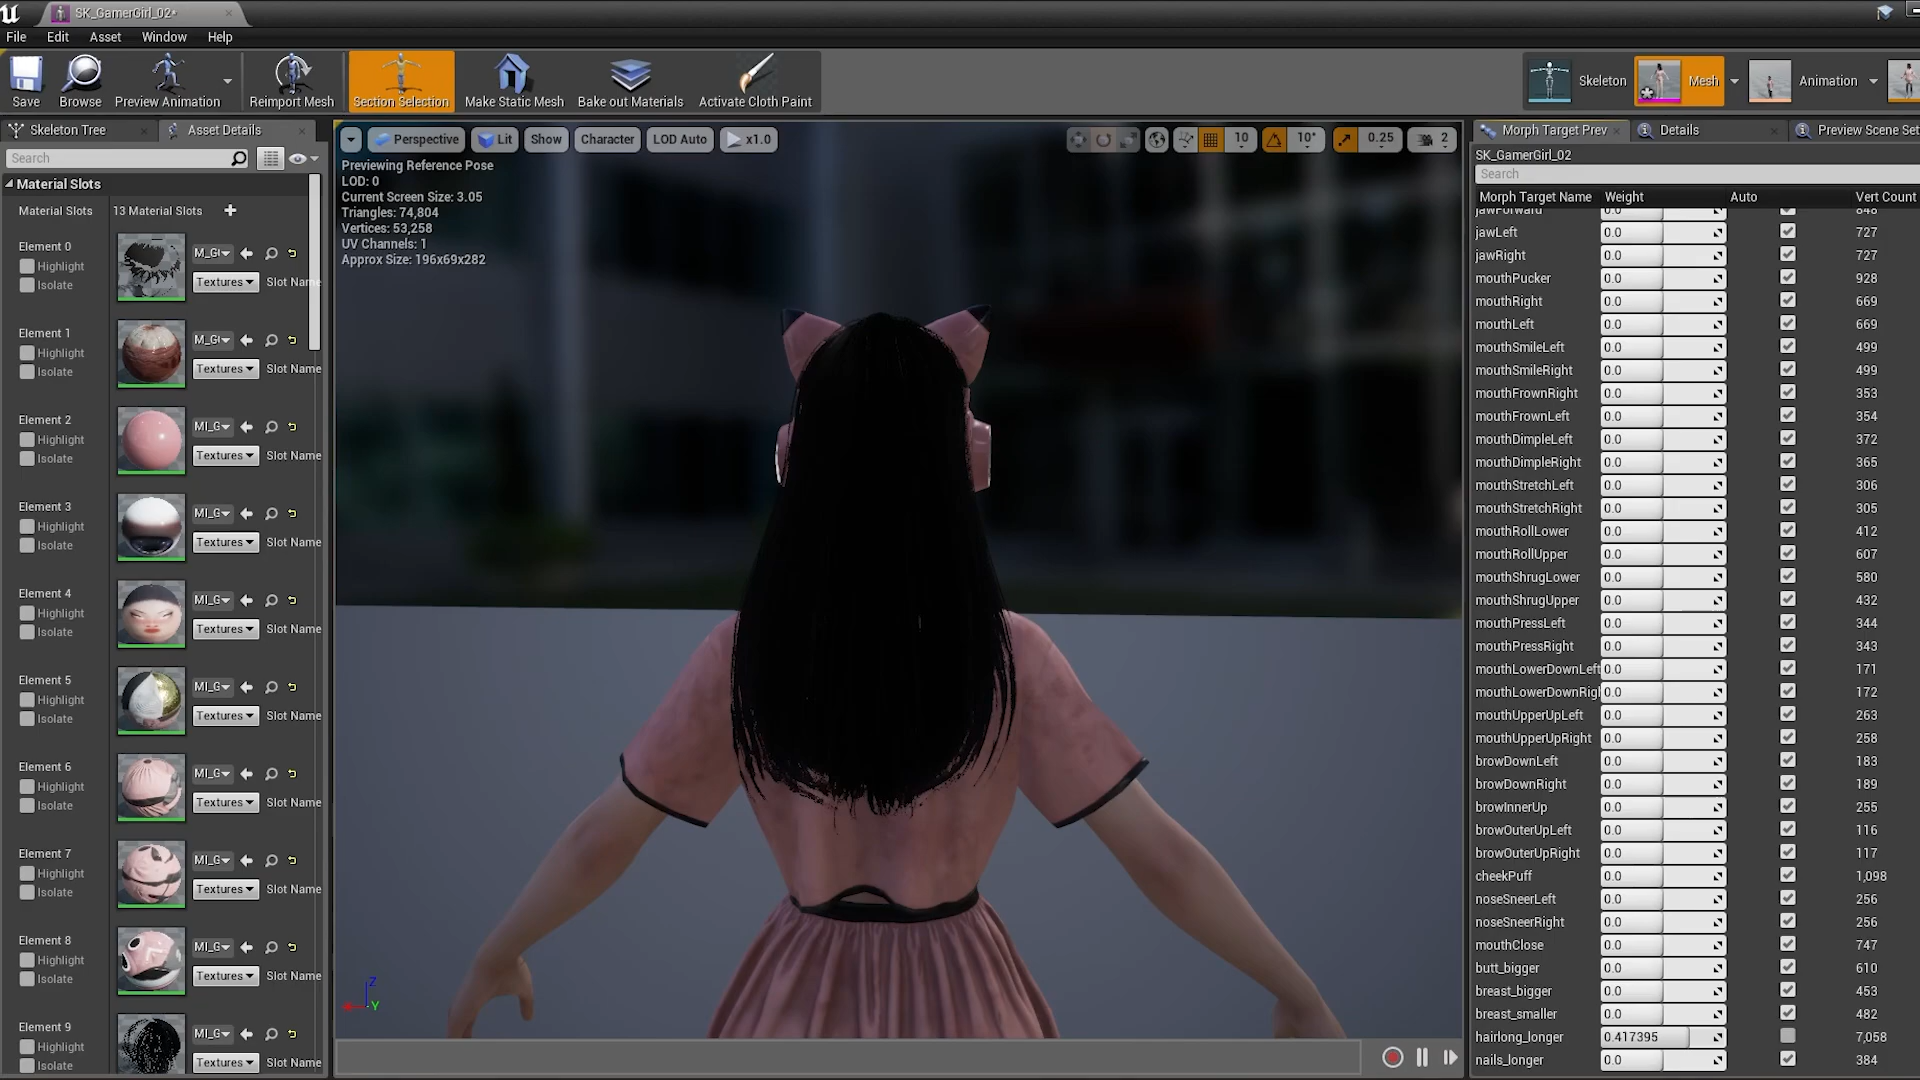 SK_GamerGirl_02*
File Edit Asset Window Help
Save Browse Preview Animation Reimport Mesh Section Selection Make Static Mesh Bake out Materials Activate Cloth Paint Skeleton Mesh Animation
Skeleton Tree Asset Details
Search
Material Slots
Material Slots 13 Material Slots
Element 0
Highlight
Isolate
Textures Slot Name
Element 1
Highlight
Isolate
Textures Slot Name
Element 2
Highlight
Isolate
Textures Slot Name
Element 3
Highlight
Isolate
Textures Slot Name
Element 4
Highlight
Isolate
Textures Slot Name
Element 5
Highlight
Isolate
Textures Slot Name
Element 6
Highlight
Isolate
Textures Slot Name
Element 7
Highlight
Isolate
Textures Slot Name
Element 8
Highlight
Isolate
Textures Slot Name
Element 9
Highlight
Isolate
Textures Slot Name
Perspective Lit Show Character LOD Auto x1.0 10 10° 0.25 2
Previewing Reference Pose
LOD: 0
Current Screen Size: 3.05
Triangles: 74,804
Vertices: 53,258
UV Channels: 1
Approx Size: 196x69x282
Z
Y
Morph Target Prev Details Preview Scene Set
SK_GamerGirl_02
Search
Morph Target Name Weight Auto Vert Count
jawForward 0.0 848
jawLeft 0.0 727
jawRight 0.0 727
mouthPucker 0.0 928
mouthRight 0.0 669
mouthLeft 0.0 669
mouthSmileLeft 0.0 499
mouthSmileRight 0.0 499
mouthFrownRight 0.0 353
mouthFrownLeft 0.0 354
mouthDimpleLeft 0.0 372
mouthDimpleRight 0.0 365
mouthStretchLeft 0.0 306
mouthStretchRight 0.0 305
mouthRollLower 0.0 412
mouthRollUpper 0.0 607
mouthShrugLower 0.0 580
mouthShrugUpper 0.0 432
mouthPressLeft 0.0 344
mouthPressRight 0.0 343
mouthLowerDownLeft 0.0 171
mouthLowerDownRigh 0.0 172
mouthUpperUpLeft 0.0 263
mouthUpperUpRight 0.0 258
browDownLeft 0.0 183
browDownRight 0.0 189
browInnerUp 0.0 255
browOuterUpLeft 0.0 116
browOuterUpRight 0.0 117
cheekPuff 0.0 1,098
noseSneerLeft 0.0 256
noseSneerRight 0.0 256
mouthClose 0.0 747
butt_bigger 0.0 610
breast_bigger 0.0 453
breast_smaller 0.0 482
hairlong_longer 0.417395 7,058
nails_longer 0.0 384